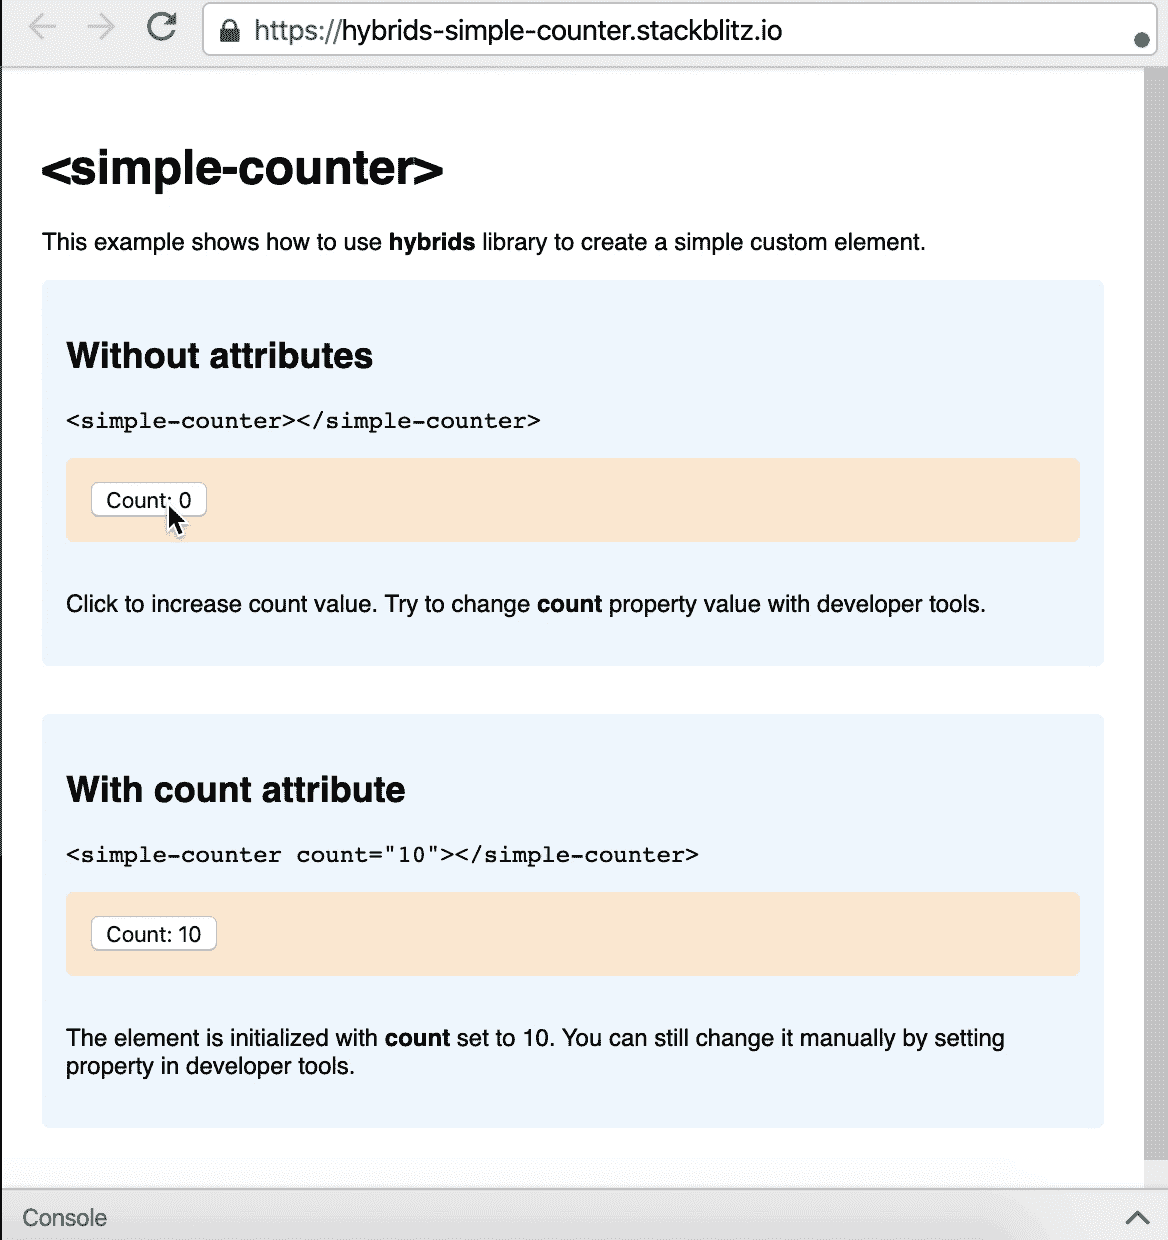 https://hybrids-simple-counter.stackblitz.io
<simple-counter>
This example shows how to use hybrids library to create a simple custom element.
Without attributes
<simple-counter></simple-counter>
Count: 0
Click to increase count value. Try to change count property value with developer tools.
With count attribute
<simple-counter count="10"></simple-counter>
Count: 10
The element is initialized with count set to 10. You can still change it manually by setting
property in developer tools.
Console